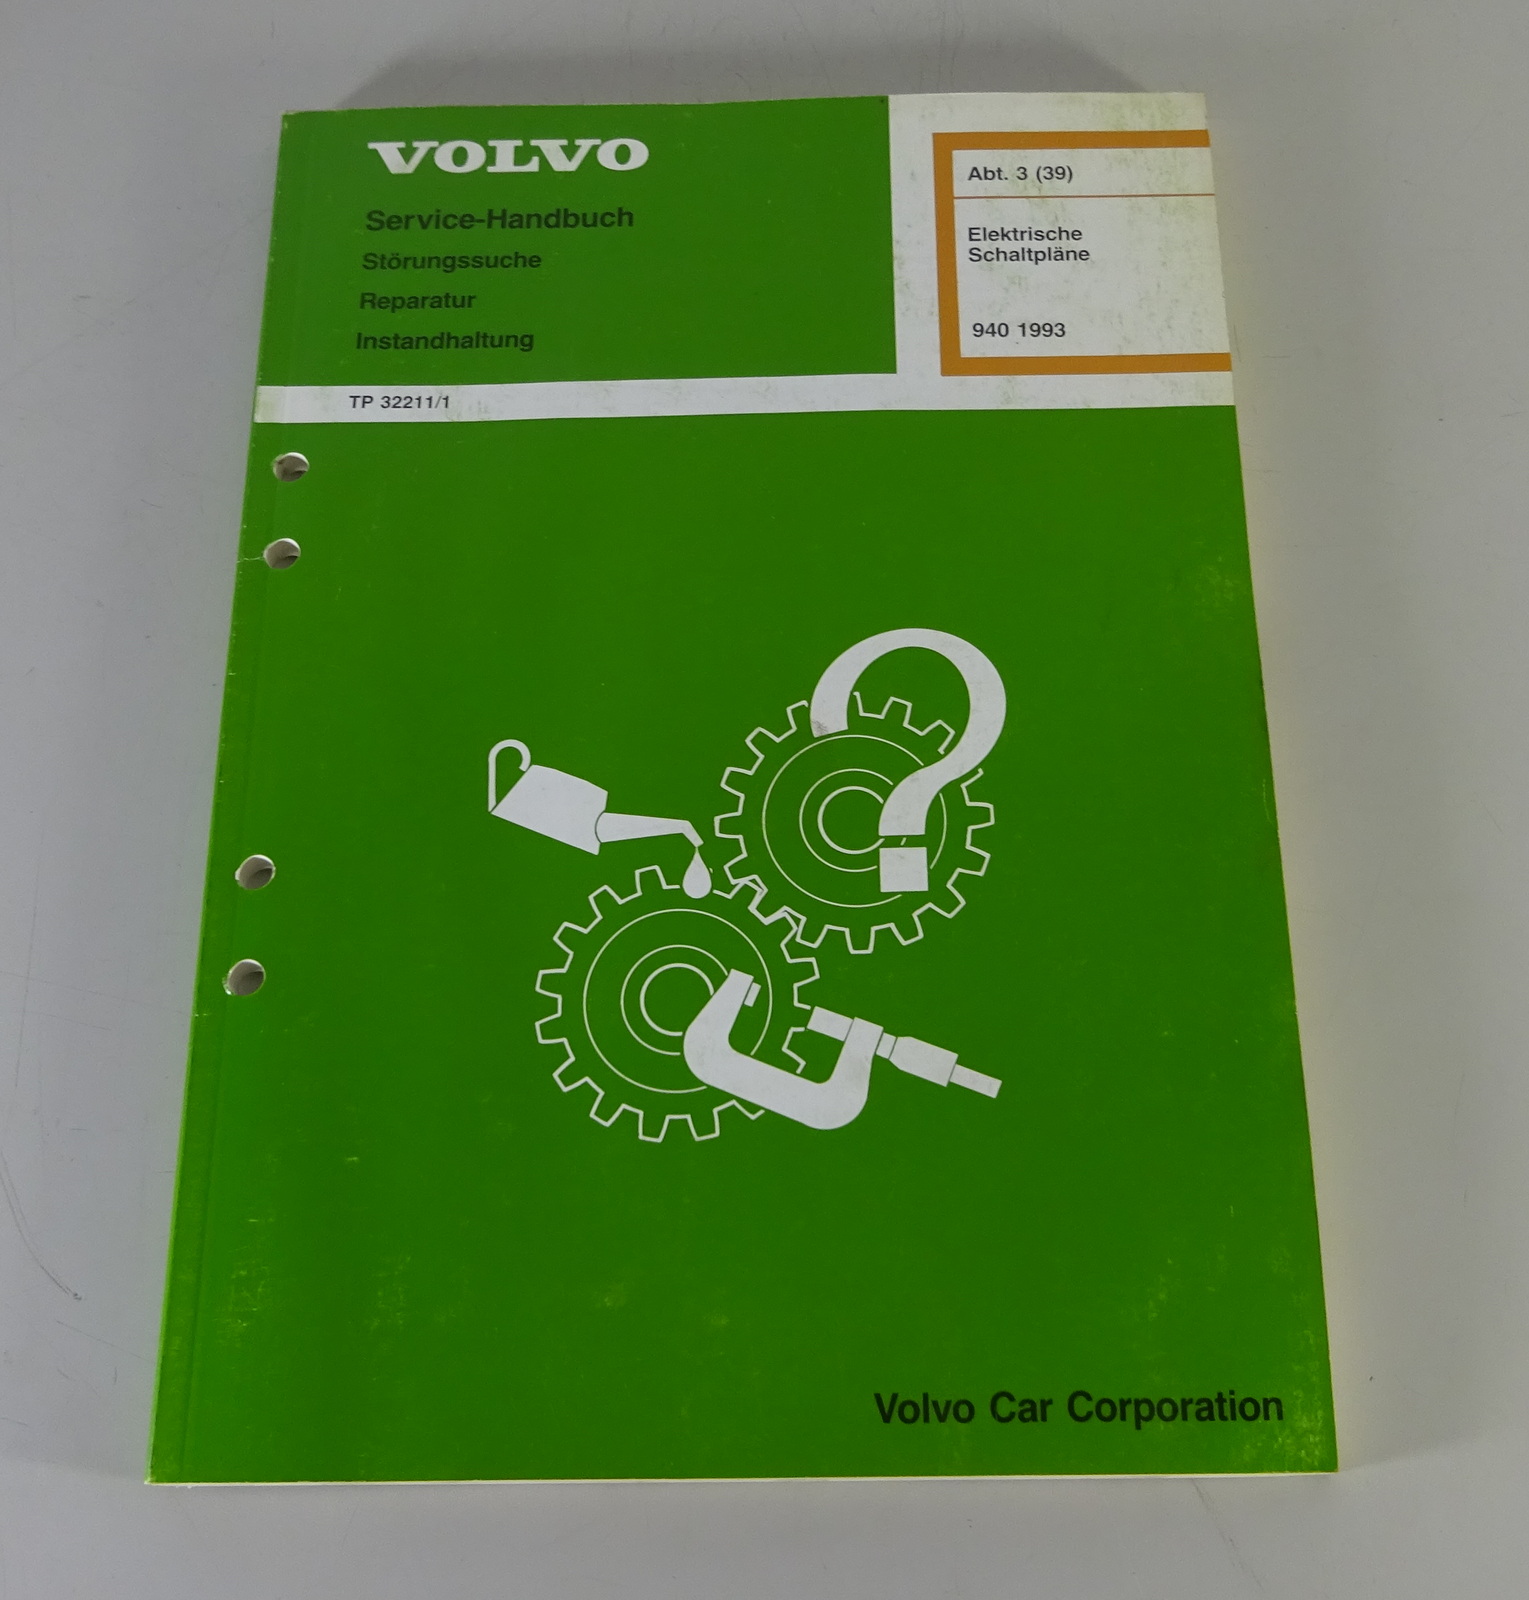 VOLVO
Service-Handbuch
Störungssuche
Reparatur
Instandhaltung
TP 32211/1
Abt. 3 (39)
Elektrische
Schaltpläne
940 1993
Volvo Car Corporation